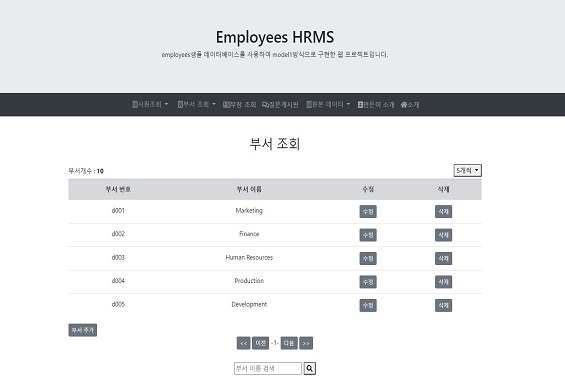 Employees HRMS
employees샘플 데이터베이스를 사용하여 model1방식으로 구현한 웹 프로젝트입니다.
사원조회 부서 조회 부장 조회 질문게시판 원본 데이터 만든이 소개 소개
부서 조회
부서개수 : 10 5개씩
부서 번호 부서 이름 수정 삭제
d001 Marketing 수정 삭제
d002 Finance 수정 삭제
d003 Human Resources 수정 삭제
d004 Production 수정 삭제
d005 Development 수정 삭제
부서 추가
<< 이전 -1- 다음 >>
부서 이름 검색